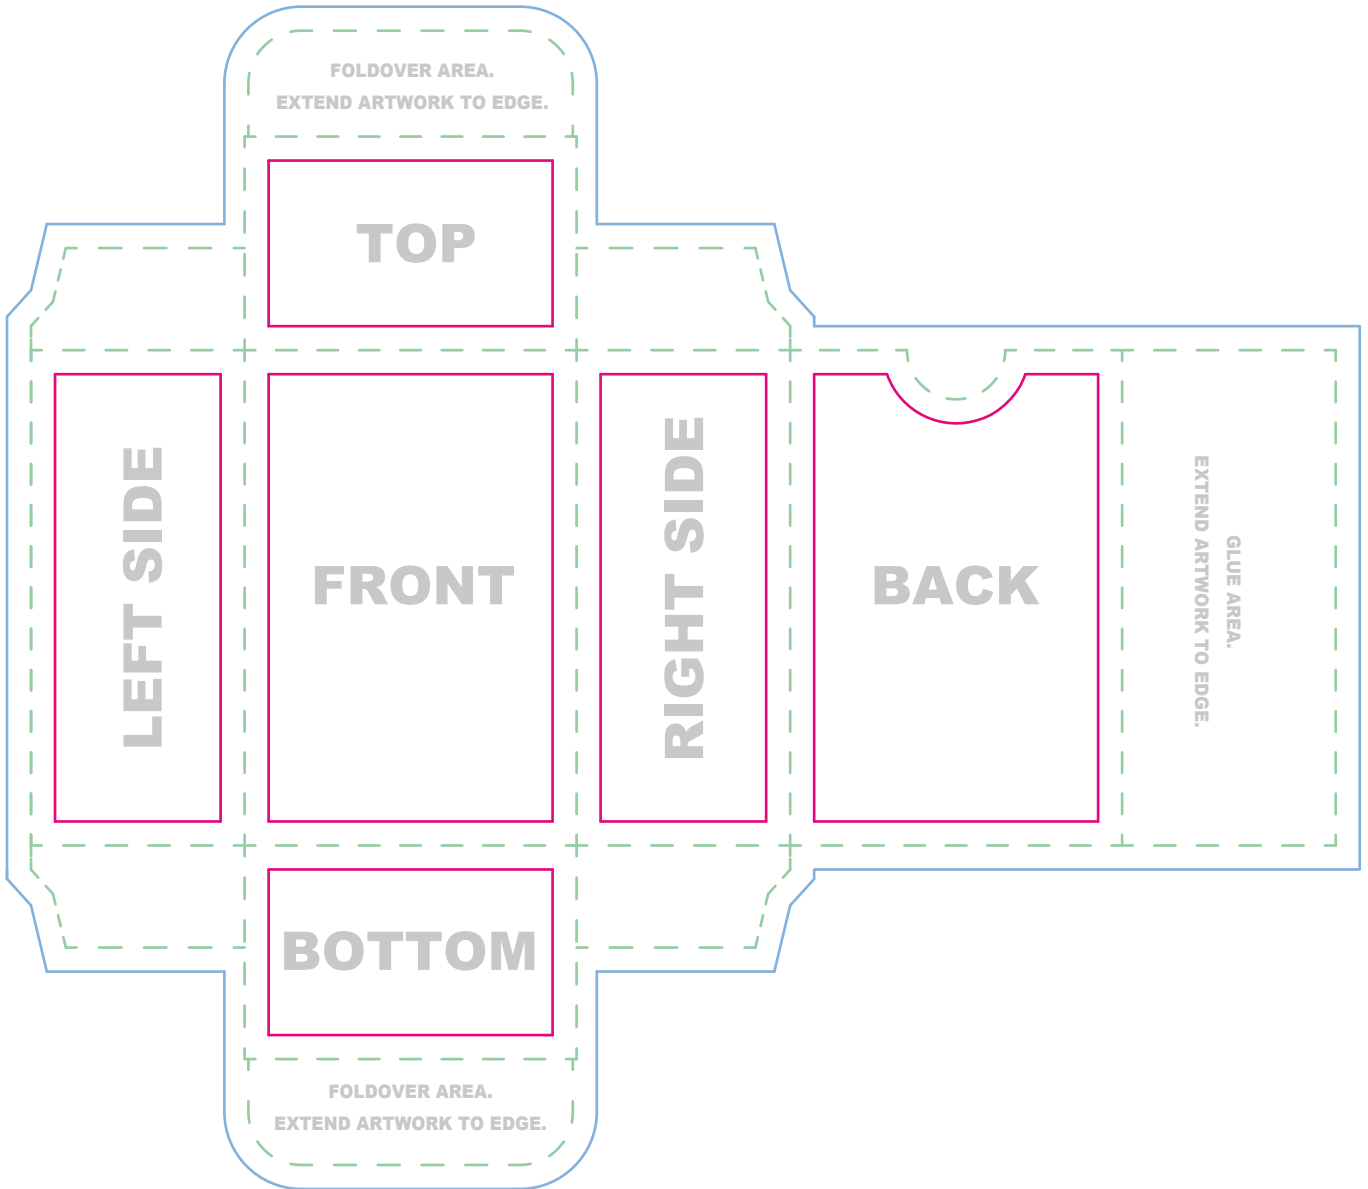 FOLDOVER AREA.
EXTEND ARTWORK TO EDGE.
TOP
LEFT SIDE
FRONT
RIGHT SIDE
BACK
GLUE AREA.
EXTEND ARTWORK TO EDGE.
BOTTOM
FOLDOVER AREA.
EXTEND ARTWORK TO EDGE.